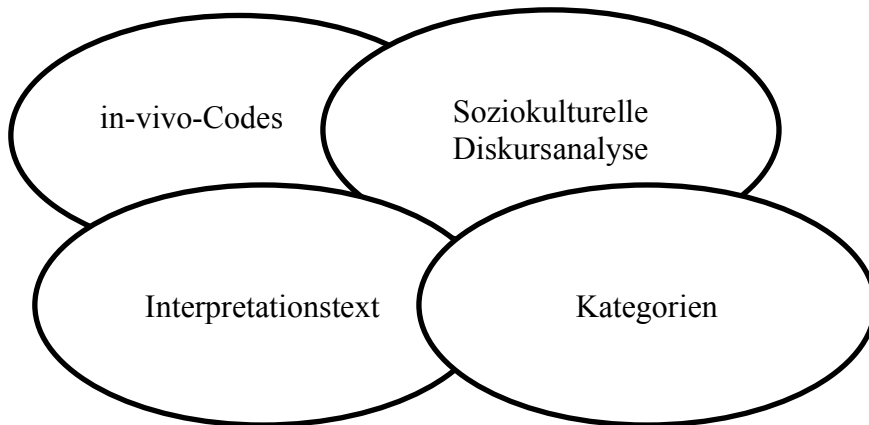 in-vivo-Codes
Soziokulturelle
Diskursanalyse
Interpretationstext
Kategorien